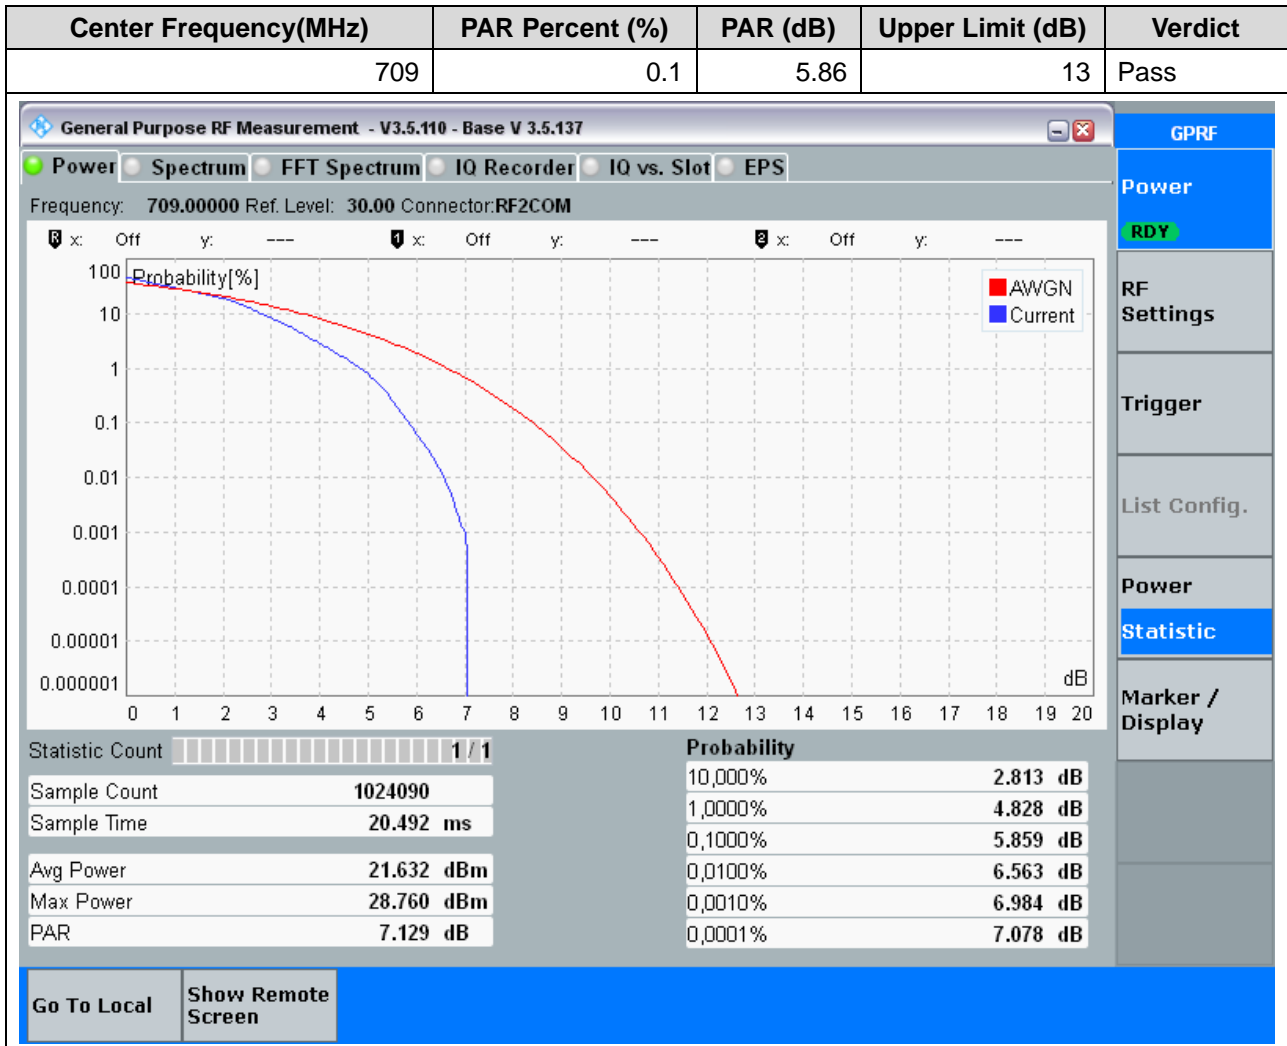 Center Frequency(MHz) PAR Percent (%) PAR (dB) Upper Limit (dB) Verdict
709 0.1 5.86 13 Pass
General Purpose RF Measurement - V3.5.110 - Base V 3.5.137
Power Spectrum FFT Spectrum IQ Recorder IQ vs. Slot EPS
Frequency: 709.00000 Ref. Level: 30.00 Connector:RF2COM
R x: Off y: --- 1 x: Off y: --- 2 x: Off y: ---
Probability[%]
AWGN
Current
100
10
1
0.1
0.01
0.001
0.0001
0.00001
0.000001
dB
0 1 2 3 4 5 6 7 8 9 10 11 12 13 14 15 16 17 18 19 20
Statistic Count 1 / 1
Sample Count 1024090
Sample Time 20.492 ms
Avg Power 21.632 dBm
Max Power 28.760 dBm
PAR 7.129 dB
Probability
10,000% 2.813 dB
1,0000% 4.828 dB
0,1000% 5.859 dB
0,0100% 6.563 dB
0,0010% 6.984 dB
0,0001% 7.078 dB
GPRF
Power
RDY
RF
Settings
Trigger
List Config.
Power
Statistic
Marker /
Display
Go To Local
Show Remote
Screen